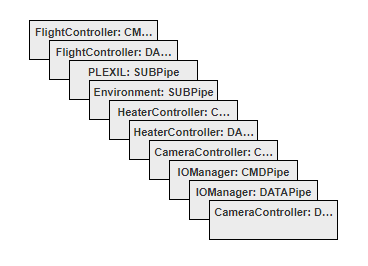 FlightController: CM...
FlightController: DA...
PLEXIL: SUBPipe
Environment: SUBPipe
HeaterController: C...
HeaterController: DA...
CameraController: C...
IOManager: CMDPipe
IOManager: DATAPipe
CameraController: D...